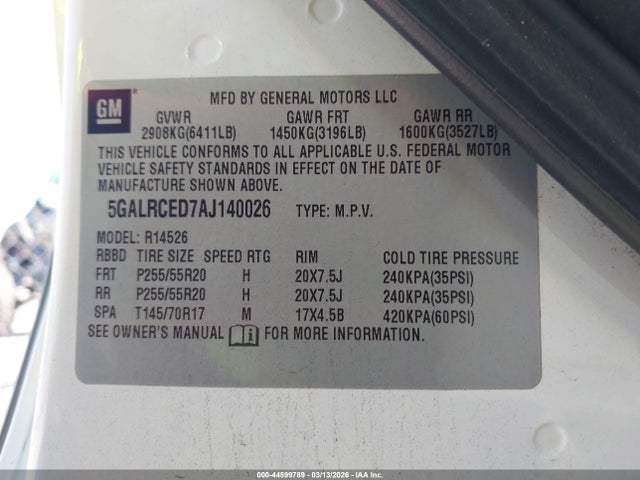 GM
®
MFD BY GENERAL MOTORS LLC
GVWR GAWR FRT GAWR RR
2908KG(6411LB) 1450KG(3196LB) 1600KG(3527LB)
THIS VEHICLE CONFORMS TO ALL APPLICABLE U.S. FEDERAL MOTOR
VEHICLE SAFETY STANDARDS IN EFFECT ON THE DATE OF
MANUFACTURE SHOWN ABOVE.
5GALRCED7AJ140026 TYPE: M.P.V.
MODEL: R14526
RBBD TIRE SIZE SPEED RTG RIM COLD TIRE PRESSURE
FRT P255/55R20 H 20X7.5J 240KPA(35PSI)
RR P255/55R20 H 20X7.5J 240KPA(35PSI)
SPA T145/70R17 M 17X4.5B 420KPA(60PSI)
SEE OWNER'S MANUAL FOR MORE INFORMATION.
000-44599789 | 03/13/2026 | IAA Inc.